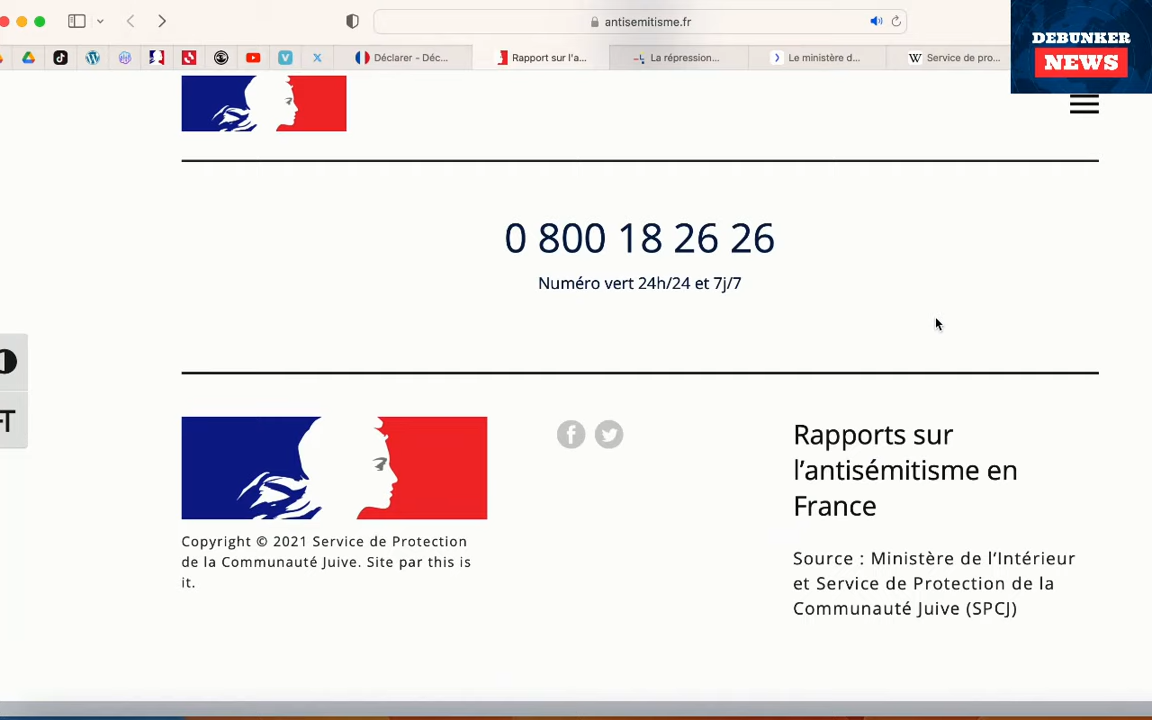 antisemitisme.fr
DEBUNKER
NEWS
Déclarer - Déc...
Rapport sur l'a...
La répression...
Le ministère d...
W Service de pro...
0 800 18 26 26
Numéro vert 24h/24 et 7j/7
Rapports sur
l'antisémitisme en
France
Copyright © 2021 Service de Protection
de la Communauté Juive. Site par this is
it.
Source : Ministère de l'Intérieur
et Service de Protection de la
Communauté Juive (SPCJ)